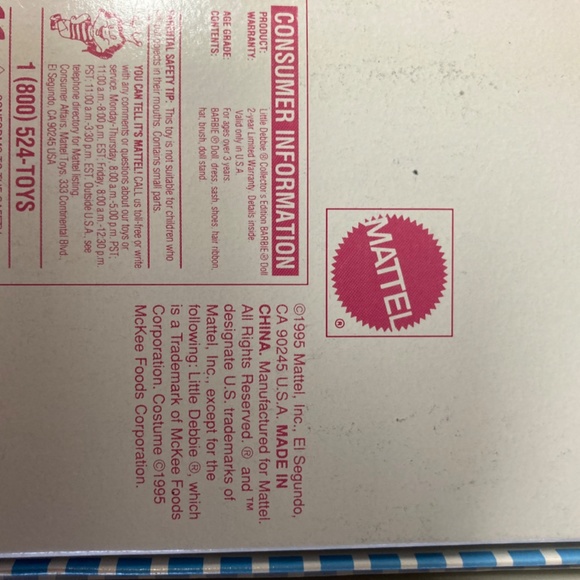 CONSUMER INFORMATION
PRODUCT: Little Debbie ® Collector's Edition BARBIE ® Doll
WARRANTY: 2-year Limited Warranty. Details inside
Valid only in U.S.A.
AGE GRADE: For ages over 3 years.
CONTENTS: BARBIE ® Doll, dress, sash, shoes, hair ribbon,
hat, brush, doll stand.
SAFETY TIP: This toy is not suitable for children who
objects in their mouths. Contains small parts.
YOU CAN TELL IT'S MATTEL! CALL us toll-free or write
with any comments or questions about our toys or
service. Monday-Thursday, 8:00 a.m.-5:00 p.m. PST;
11:00 a.m.-8:00 p.m. EST. Friday, 8:00 a.m.-12:30 p.m.
PST; 11:00 a.m.-3:30 p.m. EST. Outside U.S.A., see
telephone directory for Mattel listing.
Consumer Affairs, Mattel Toys, 333 Continental Blvd.,
El Segundo, CA 90245 USA
1 (800) 524-TOYS
MATTEL
®
©1995 Mattel, Inc., El Segundo,
CA 90245 U.S.A. MADE IN
CHINA. Manufactured for Mattel.
All Rights Reserved. ® and ™
designate U.S. trademarks of
Mattel, Inc., except for the
following: Little Debbie ®, which
is a Trademark of McKee Foods
Corporation. Costume ©1995
McKee Foods Corporation.